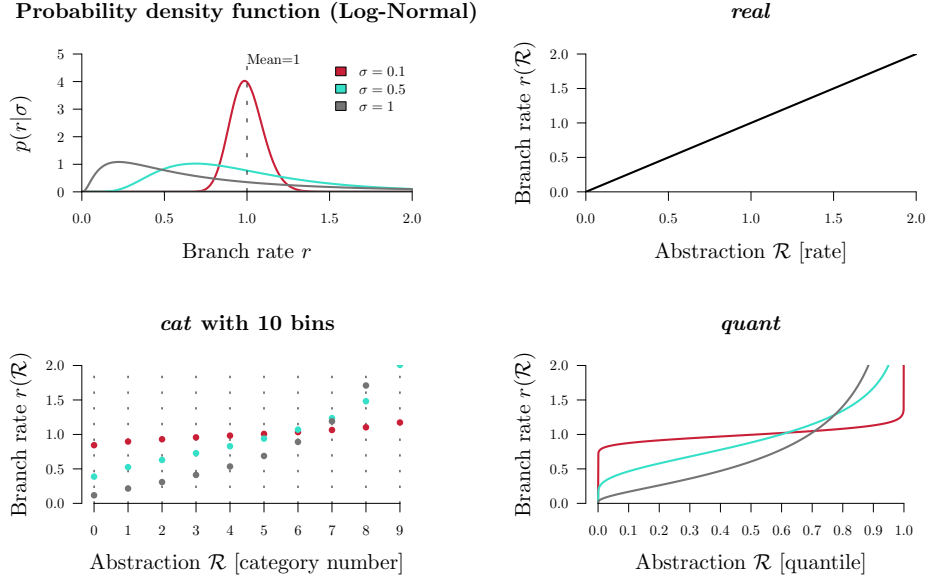 Probability density function (Log-Normal)
p(r|σ)
5
4
3
2
1
0
Mean=1
σ = 0.1
σ = 0.5
σ = 1
0.0 0.5 1.0 1.5 2.0
Branch rate r
real
Branch rate r(ℛ)
2.0
1.5
1.0
0.5
0.0
0.0 0.5 1.0 1.5 2.0
Abstraction ℛ [rate]
cat with 10 bins
Branch rate r(ℛ)
2.0
1.5
1.0
0.5
0.0
0 1 2 3 4 5 6 7 8 9
Abstraction ℛ [category number]
quant
Branch rate r(ℛ)
2.0
1.5
1.0
0.5
0.0
0.0 0.1 0.2 0.3 0.4 0.5 0.6 0.7 0.8 0.9 1.0
Abstraction ℛ [quantile]